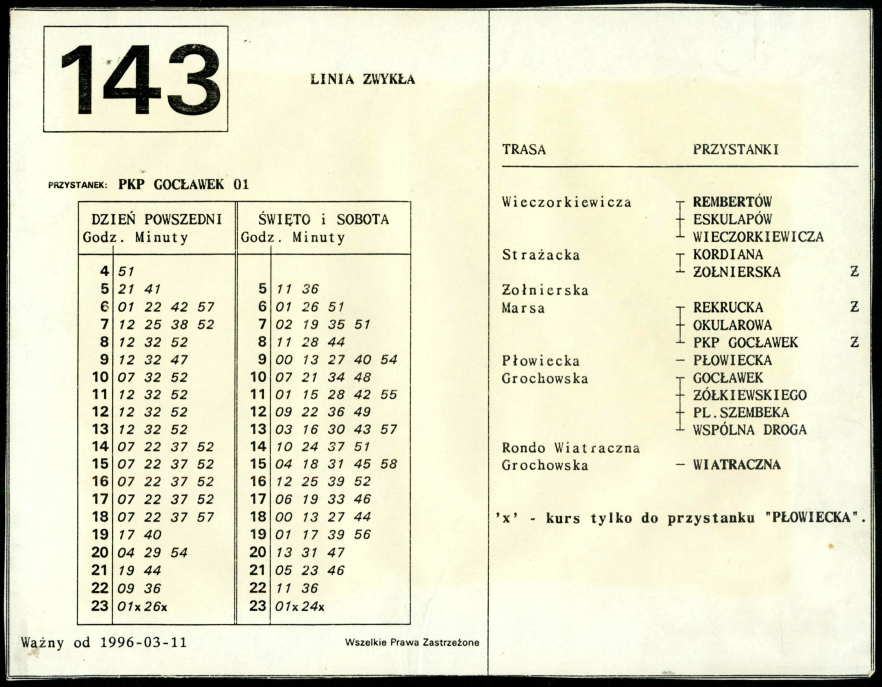 143
LINIA ZWYKŁA
PRZYSTANEK: PKP GOCŁAWEK 01
DZIEŃ POWSZEDNI ŚWIĘTO i SOBOTA
Godz. Minuty Godz. Minuty
4 51
5 21 41 5 11 36
6 01 22 42 57 6 01 26 51
7 12 25 38 52 7 02 19 35 51
8 12 32 52 8 11 28 44
9 12 32 47 9 00 13 27 40 54
10 07 32 52 10 07 21 34 48
11 12 32 52 11 01 15 28 42 55
12 12 32 52 12 09 22 36 49
13 12 32 52 13 03 16 30 43 57
14 07 22 37 52 14 10 24 37 51
15 07 22 37 52 15 04 18 31 45 58
16 07 22 37 52 16 12 25 39 52
17 07 22 37 52 17 06 19 33 46
18 07 22 37 57 18 00 13 27 44
19 17 40 19 01 17 39 56
20 04 29 54 20 13 31 47
21 19 44 21 05 23 46
22 09 36 22 11 36
23 01x 26x 23 01x 24x
Ważny od 1996-03-11
Wszelkie Prawa Zastrzeżone
TRASA PRZYSTANKI
Wieczorkiewicza REMBERTÓW
ESKULAPÓW
WIECZORKIEWICZA
Strażacka KORDIANA
ŻOŁNIERSKA Ż
Żołnierska
Marsa REKRUCKA Ż
OKULAROWA
PKP GOCŁAWEK Ż
Płowiecka PŁOWIECKA
Grochowska GOCŁAWEK
ŻÓŁKIEWSKIEGO
PL.SZEMBEKA
WSPÓLNA DROGA
Rondo Wiatraczna
Grochowska WIATRACZNA
'x' - kurs tylko do przystanku "PŁOWIECKA".